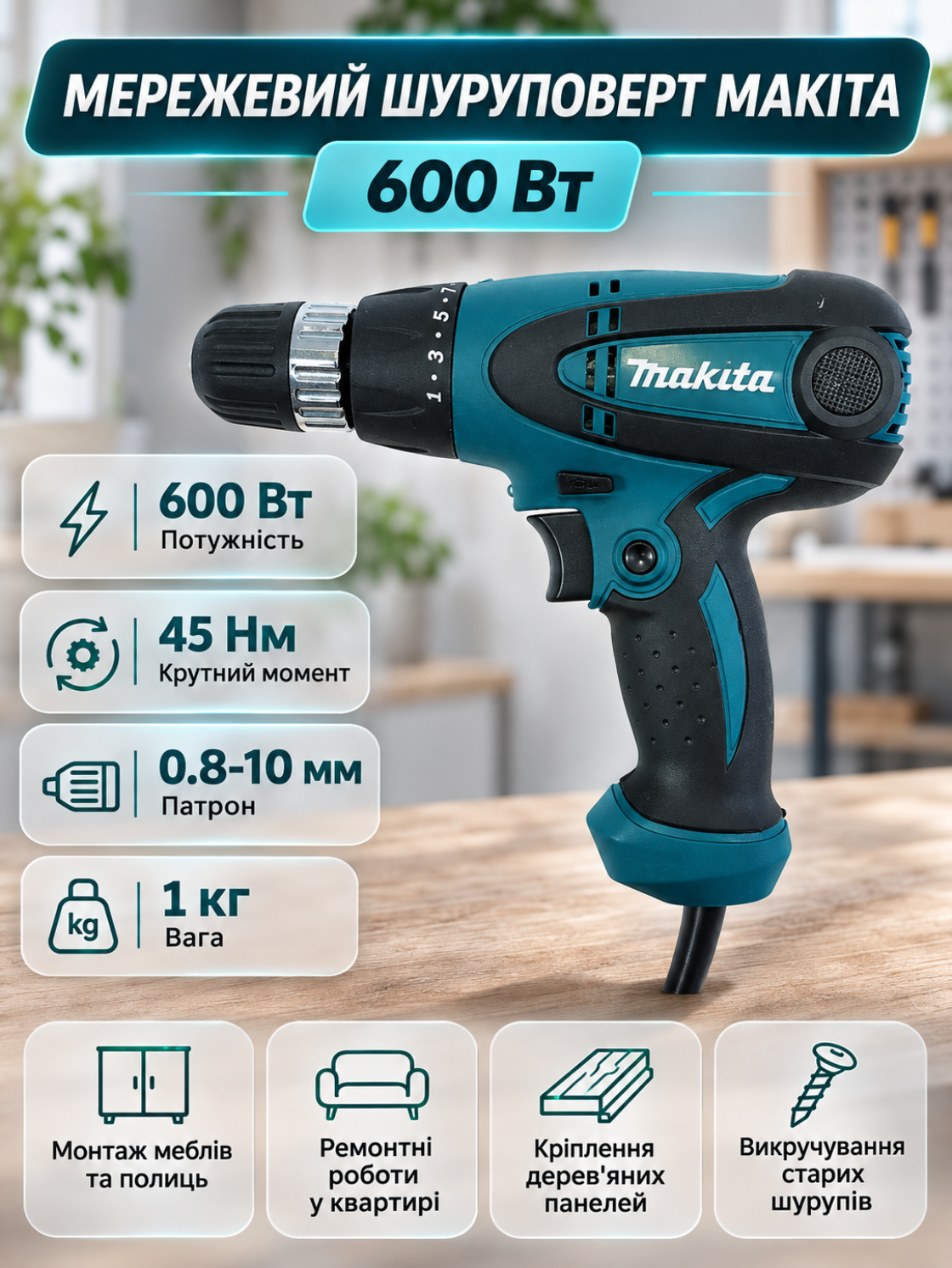 МЕРЕЖЕВИЙ ШУРУПОВЕРТ МАКІТА
600 Вт
1 • 3 • 5 • 7
makita
600 Вт
Потужність
45 Нм
Крутний момент
0.8-10 мм
Патрон
kg
1 кг
Вага
Монтаж меблів
та полиць
Ремонтні
роботи
у квартирі
Кріплення
дерев'яних
панелей
Викручування
старих
шурупів